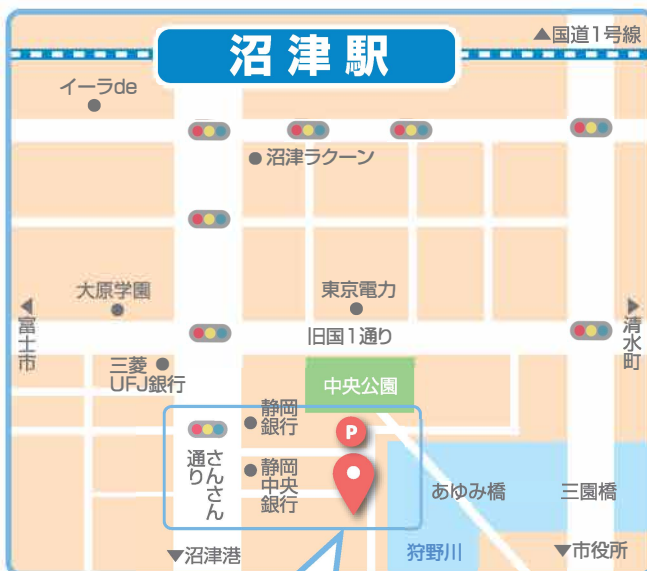 沼津駅
▲国道1号線
イーラde
沼津ラクーン
大原学園
東京電力
◀富士市
▶清水町
旧国1通り
三菱
UFJ銀行
中央公園
静岡
銀行
P
さんさん
通り
静岡
中央
銀行
あゆみ橋
三園橋
▼沼津港
狩野川
▼市役所